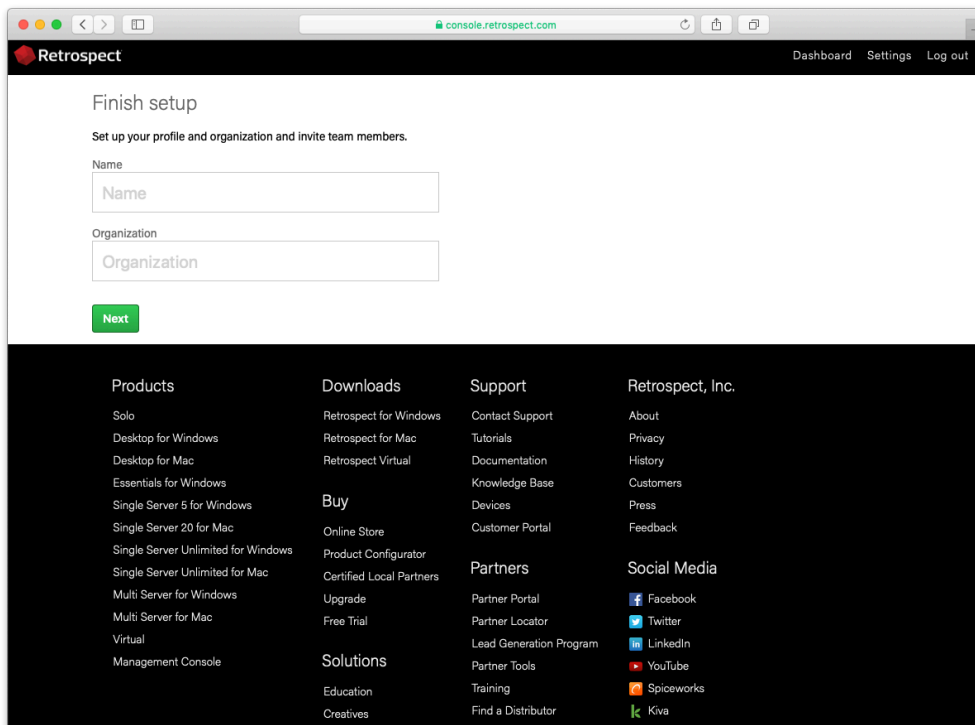 console.retrospect.com
Retrospect
Dashboard Settings Log out
Finish setup
Set up your profile and organization and invite team members.
Name
Name
Organization
Organization
Next
Products
Solo
Desktop for Windows
Desktop for Mac
Essentials for Windows
Single Server 5 for Windows
Single Server 20 for Mac
Single Server Unlimited for Windows
Single Server Unlimited for Mac
Multi Server for Windows
Multi Server for Mac
Virtual
Management Console
Downloads
Retrospect for Windows
Retrospect for Mac
Retrospect Virtual
Buy
Online Store
Product Configurator
Certified Local Partners
Upgrade
Free Trial
Solutions
Education
Creatives
Support
Contact Support
Tutorials
Documentation
Knowledge Base
Devices
Customer Portal
Partners
Partner Portal
Partner Locator
Lead Generation Program
Partner Tools
Training
Find a Distributor
Retrospect, Inc.
About
Privacy
History
Customers
Press
Feedback
Social Media
Facebook
Twitter
LinkedIn
YouTube
Spiceworks
Kiva